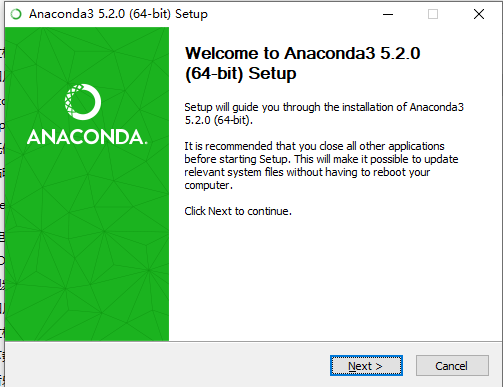 Anaconda3 5.2.0 (64-bit) Setup
Welcome to Anaconda3 5.2.0
(64-bit) Setup
ANACONDA.
Setup will guide you through the installation of Anaconda3
5.2.0 (64-bit).
It is recommended that you close all other applications
before starting Setup. This will make it possible to update
relevant system files without having to reboot your
computer.
Click Next to continue.
Next >
Cancel